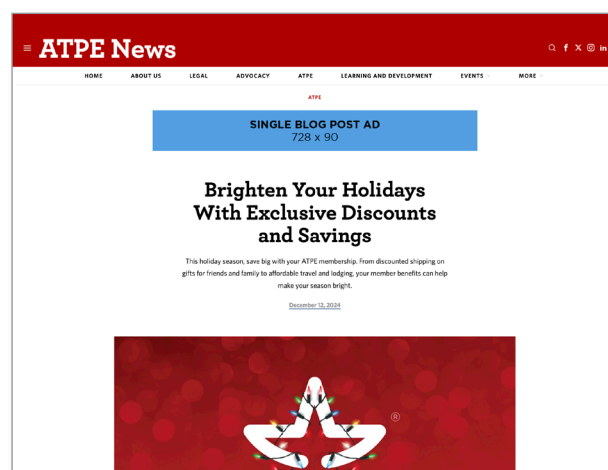 ATPE News
HOME ABOUT US LEGAL ADVOCACY ATPE LEARNING AND DEVELOPMENT EVENTS MORE
ATPE
SINGLE BLOG POST AD
728 x 90
Brighten Your Holidays
With Exclusive Discounts
and Savings
This holiday season, save big with your ATPE membership. From discounted shipping on
gifts for friends and family to affordable travel and lodging, your member benefits can help
make your season bright.
December 12, 2024
®